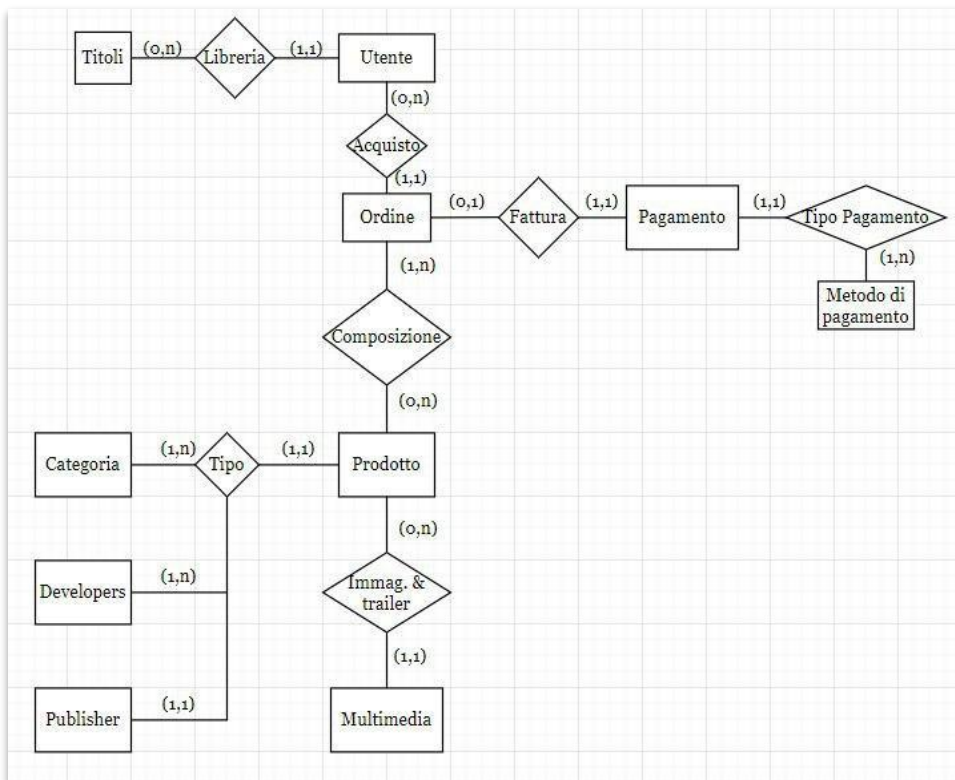 Titoli (0,n) Libreria (1,1) Utente
(0,n)
Acquisto
(1,1)
Ordine (0,1) Fattura (1,1) Pagamento (1,1) Tipo Pagamento
(1,n)
(1,n)
Metodo di
pagamento
Composizione
(0,n)
Categoria (1,n) Tipo (1,1) Prodotto
(0,n)
Developers (1,n)
Immag. &
trailer
(1,1)
Publisher (1,1)
Multimedia